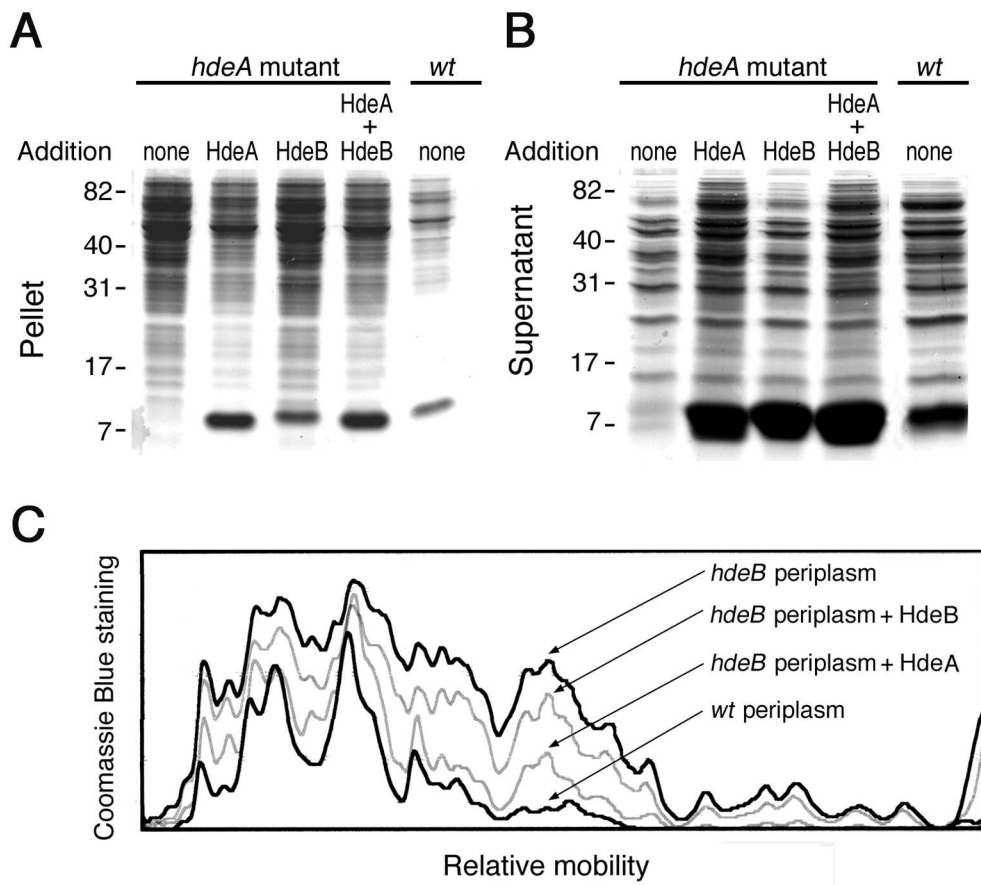 A
hdeA mutant wt
HdeA
+
Addition none HdeA HdeB HdeB none
82
40
31
17
7
Pellet
B
hdeA mutant wt
HdeA
+
Addition none HdeA HdeB HdeB none
82
40
31
17
7
Supernatant
C
Coomassie Blue staining
hdeB periplasm
hdeB periplasm + HdeB
hdeB periplasm + HdeA
wt periplasm
Relative mobility